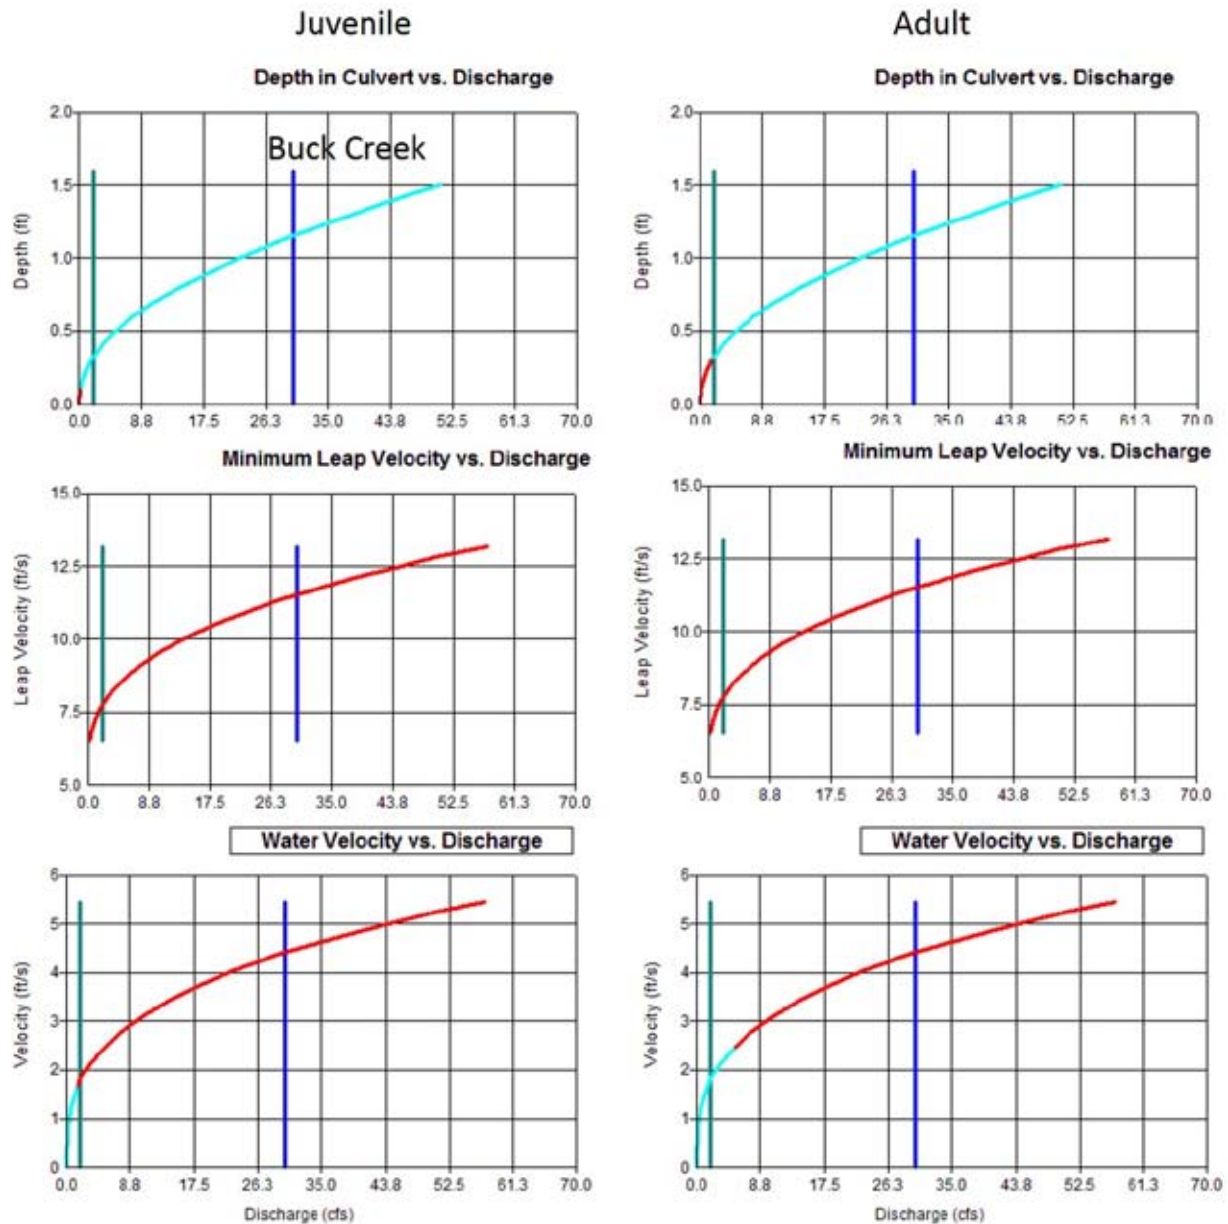 Juvenile
Adult
Depth in Culvert vs. Discharge
Depth in Culvert vs. Discharge
2.0
1.5
1.0
0.5
0.0
Depth (ft)
Buck Creek
0.0 8.8 17.5 26.3 35.0 43.8 52.5 61.3 70.0
2.0
1.5
1.0
0.5
0.0
Depth (ft)
0.0 8.8 17.5 26.3 35.0 43.8 52.5 61.3 70.0
Minimum Leap Velocity vs. Discharge
Minimum Leap Velocity vs. Discharge
15.0
12.5
10.0
7.5
5.0
Leap Velocity (ft/s)
0.0 8.8 17.5 26.3 35.0 43.8 52.5 61.3 70.0
15.0
12.5
10.0
7.5
5.0
Leap Velocity (ft/s)
0.0 8.8 17.5 26.3 35.0 43.8 52.5 61.3 70.0
Water Velocity vs. Discharge
Water Velocity vs. Discharge
6
5
4
3
2
1
0
Velocity (ft/s)
0.0 8.8 17.5 26.3 35.0 43.8 52.5 61.3 70.0
Discharge (cfs)
6
5
4
3
2
1
0
Velocity (ft/s)
0.0 8.8 17.5 26.3 35.0 43.8 52.5 61.3 70.0
Discharge (cfs)